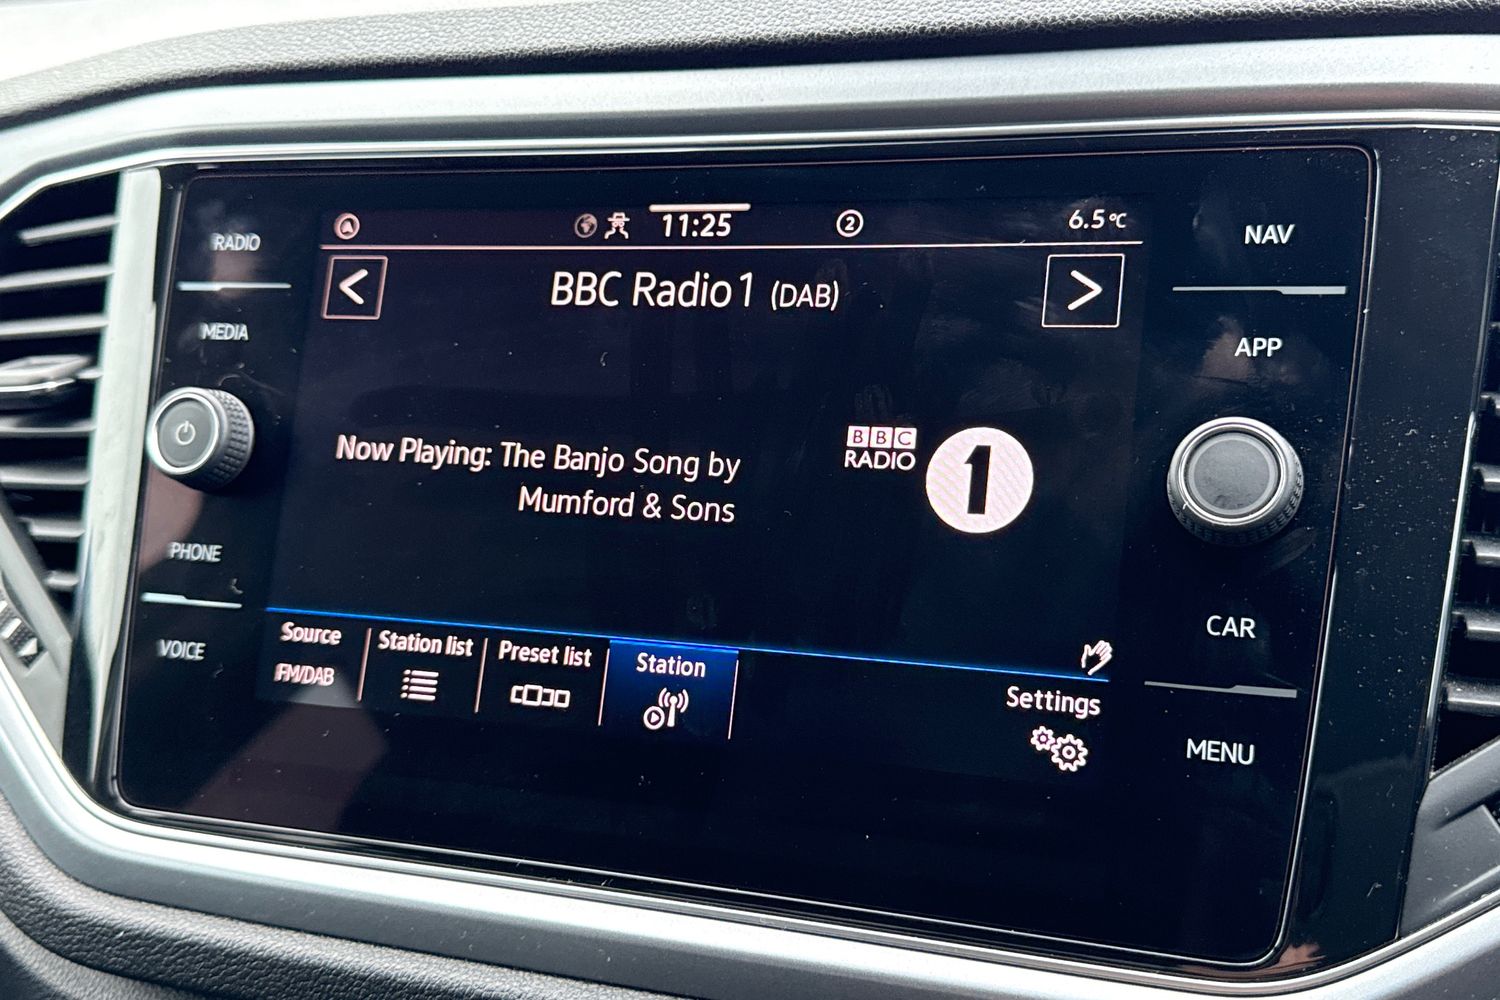 RADIO
MEDIA
PHONE
VOICE
11:25
2
6.5°C
<
BBC Radio 1 (DAB)
>
Now Playing: The Banjo Song by
Mumford & Sons
BBC
RADIO
1
Source
FM/DAB
Station list
Preset list
Station
Settings
NAV
APP
CAR
MENU